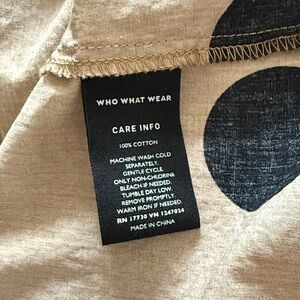 WHO WHAT WEAR
CARE INFO
100% COTTON
MACHINE WASH COLD
SEPARATELY.
GENTLE CYCLE.
ONLY NON-CHLORINE
BLEACH IF NEEDED.
TUMBLE DRY LOW.
REMOVE PROMPTLY.
WARM IRON IF NEEDED
RN 17730 VN 1247024
MADE IN CHINA